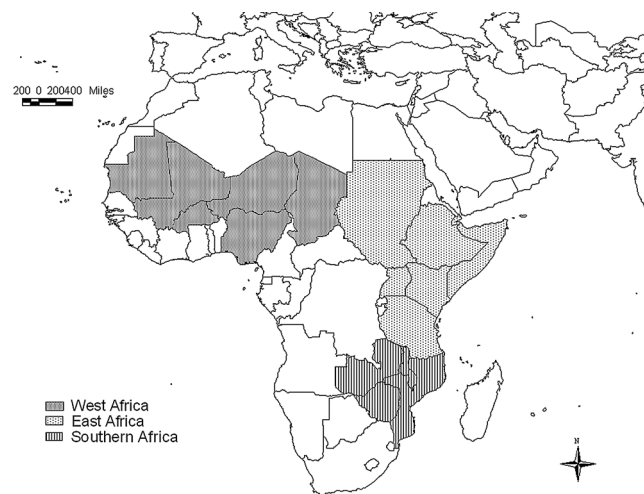 200 0 200400 Miles
West Africa
East Africa
Southern Africa
N